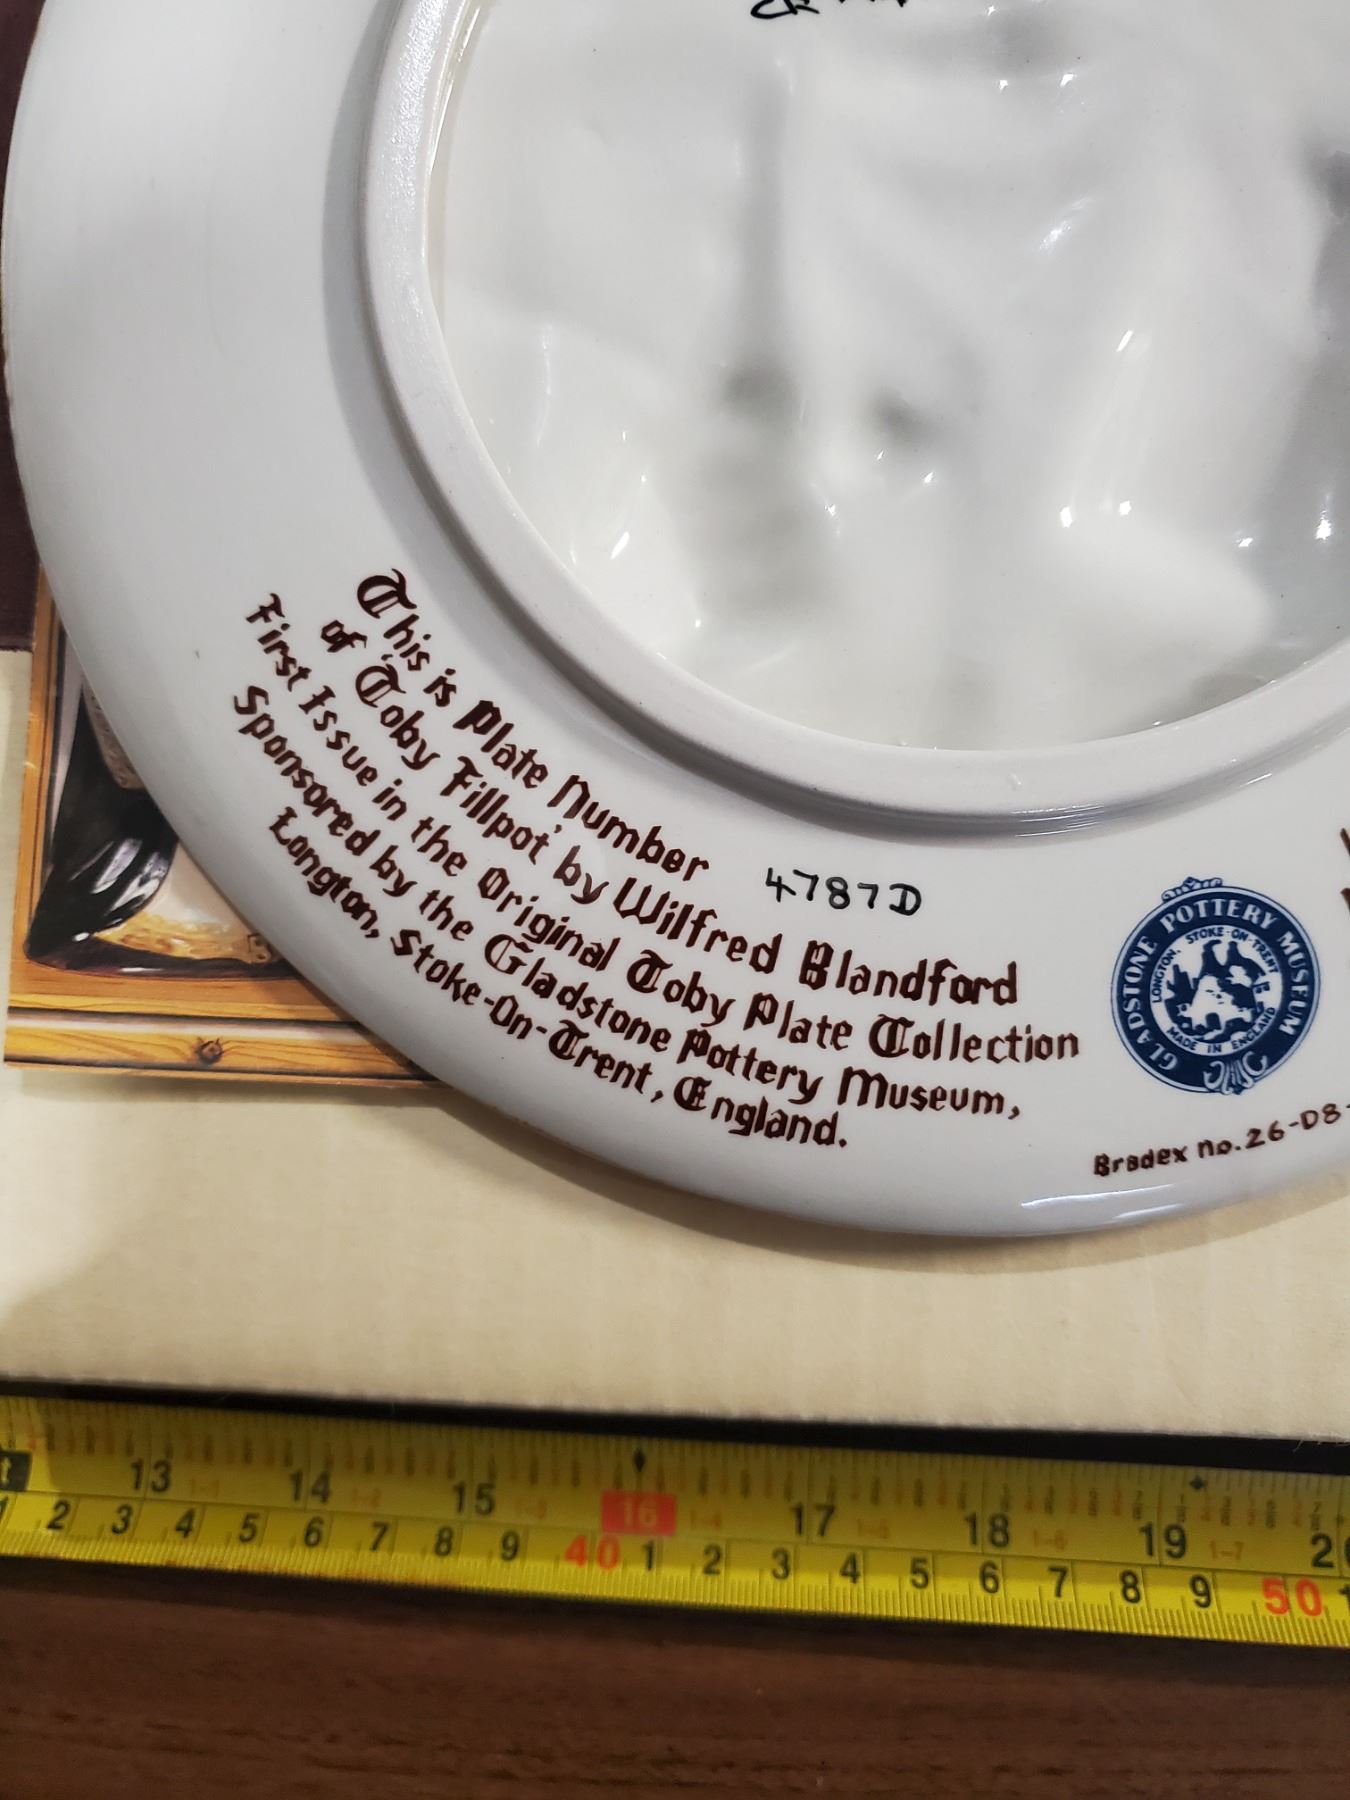 This is Plate Number 4787D
of 'Toby Fillpot' by Wilfred Blandford
First Issue in the Original Toby Plate Collection
Sponsored by the Gladstone Pottery Museum,
Longton, Stoke-On-Trent, England.
GLADSTONE POTTERY MUSEUM
LONGTON STOKE-ON-TRENT
MADE IN ENGLAND
GPM
Bradex no. 26-D8
13 14 15 16 17 18 19
2 3 4 5 6 7 8 9 40 1 2 3 4 5 6 7 8 9 50